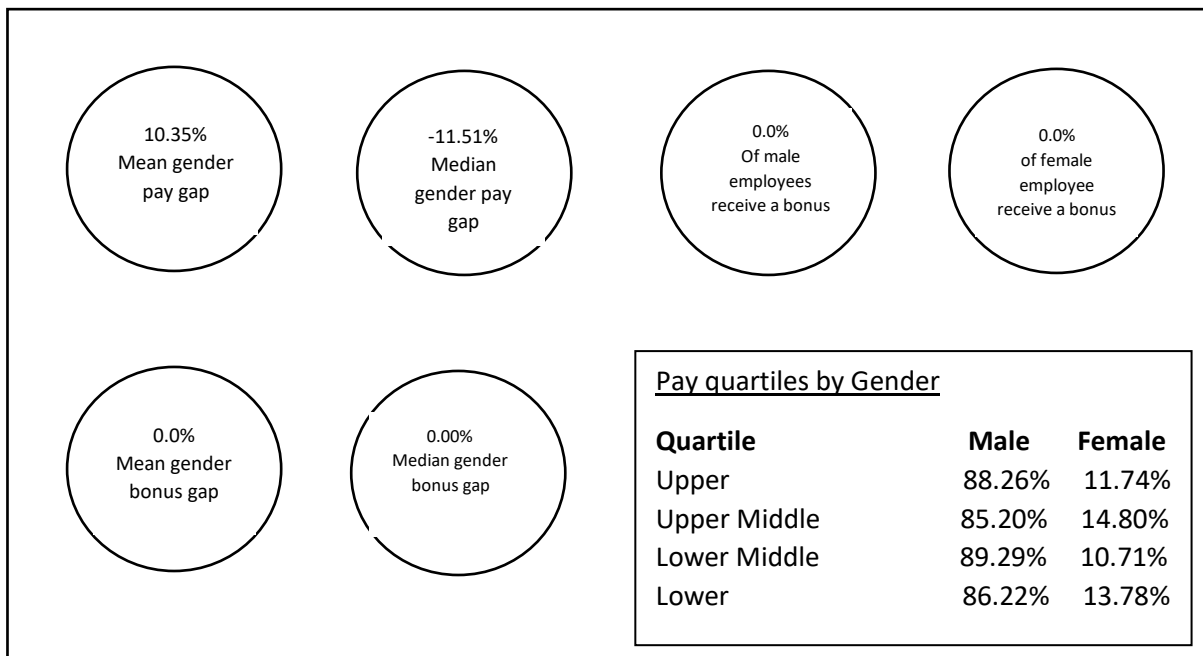 10.35%
Mean gender
pay gap
-11.51%
Median
gender pay
gap
0.0%
Of male
employees
receive a bonus
0.0%
of female
employee
receive a bonus
0.0%
Mean gender
bonus gap
0.00%
Median gender
bonus gap
Pay quartiles by Gender
Quartile Male Female
Upper 88.26% 11.74%
Upper Middle 85.20% 14.80%
Lower Middle 89.29% 10.71%
Lower 86.22% 13.78%